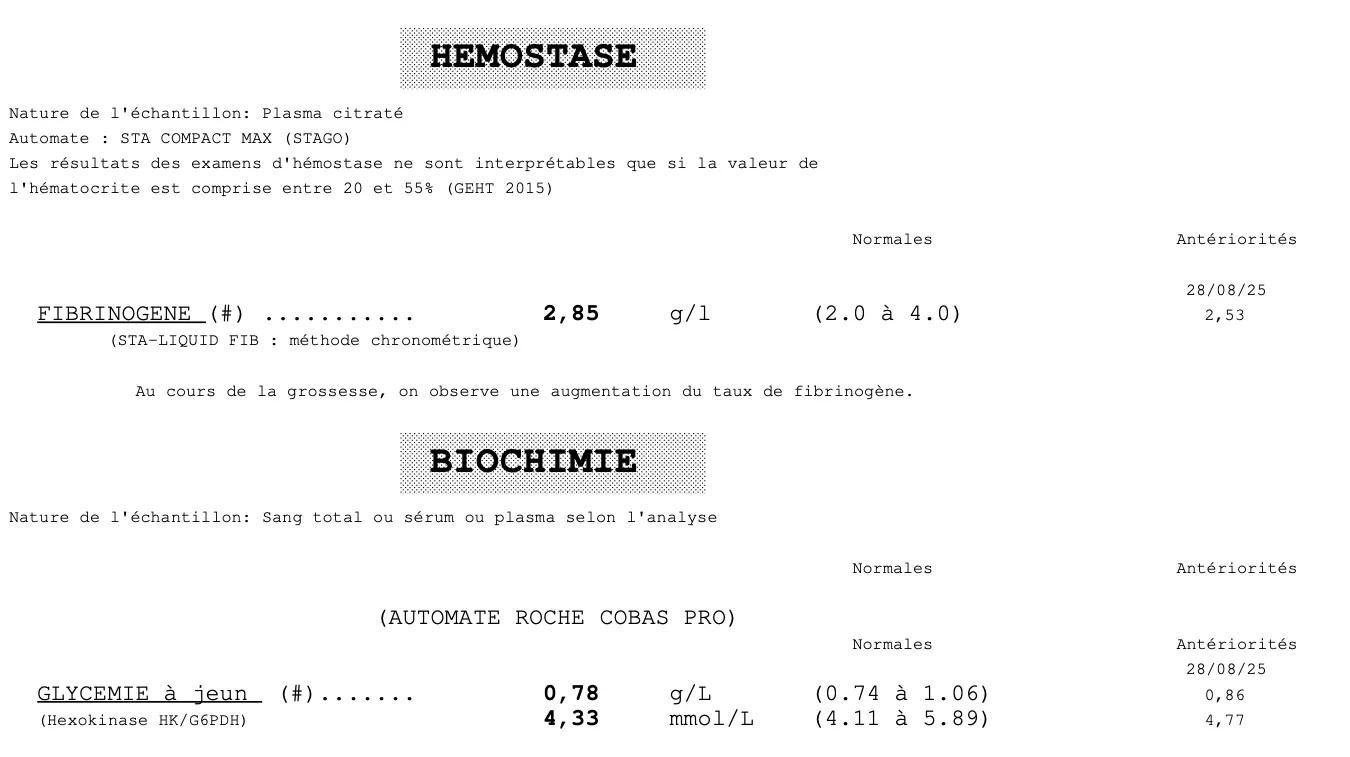 HEMOSTASE
Nature de l'échantillon: Plasma citraté
Automate : STA COMPACT MAX (STAGO)
Les résultats des examens d'hémostase ne sont interprétables que si la valeur de
l'hématocrite est comprise entre 20 et 55% (GEHT 2015)
Normales Antériorités
28/08/25
FIBRINOGENE (#) ........... 2,85 g/l (2.0 à 4.0) 2,53
(STA-LIQUID FIB : méthode chronométrique)
Au cours de la grossesse, on observe une augmentation du taux de fibrinogène.
BIOCHIMIE
Nature de l'échantillon: Sang total ou sérum ou plasma selon l'analyse
Normales Antériorités
(AUTOMATE ROCHE COBAS PRO)
Normales Antériorités
28/08/25
GLYCEMIE à jeun (#)....... 0,78 g/L (0.74 à 1.06) 0,86
(Hexokinase HK/G6PDH) 4,33 mmol/L (4.11 à 5.89) 4,77